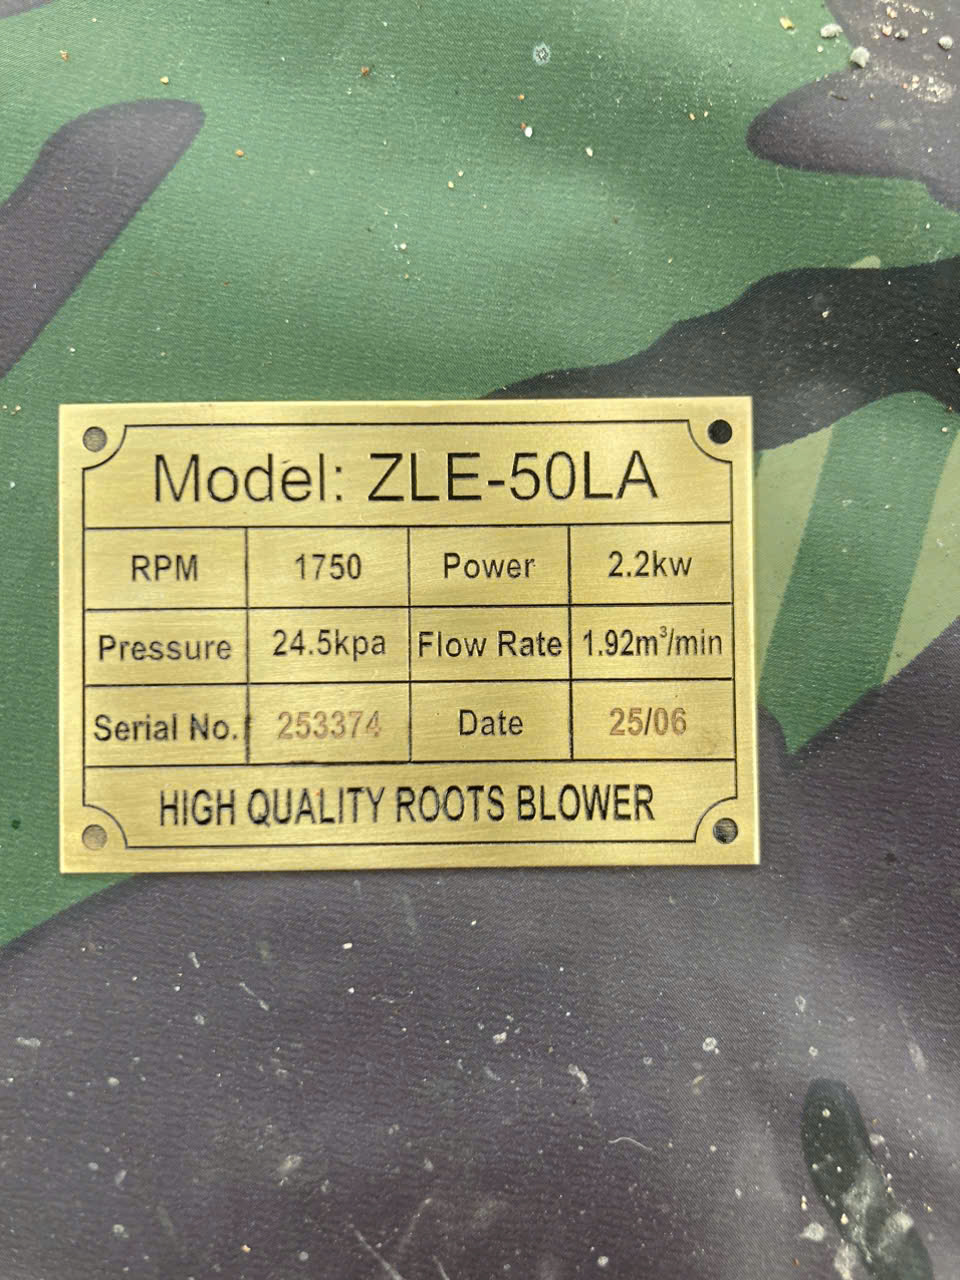 Model: ZLE-50LA
RPM 1750 Power 2.2kw
Pressure 24.5kpa Flow Rate 1.92m³/min
Serial No. 253374 Date 25/06
HIGH QUALITY ROOTS BLOWER